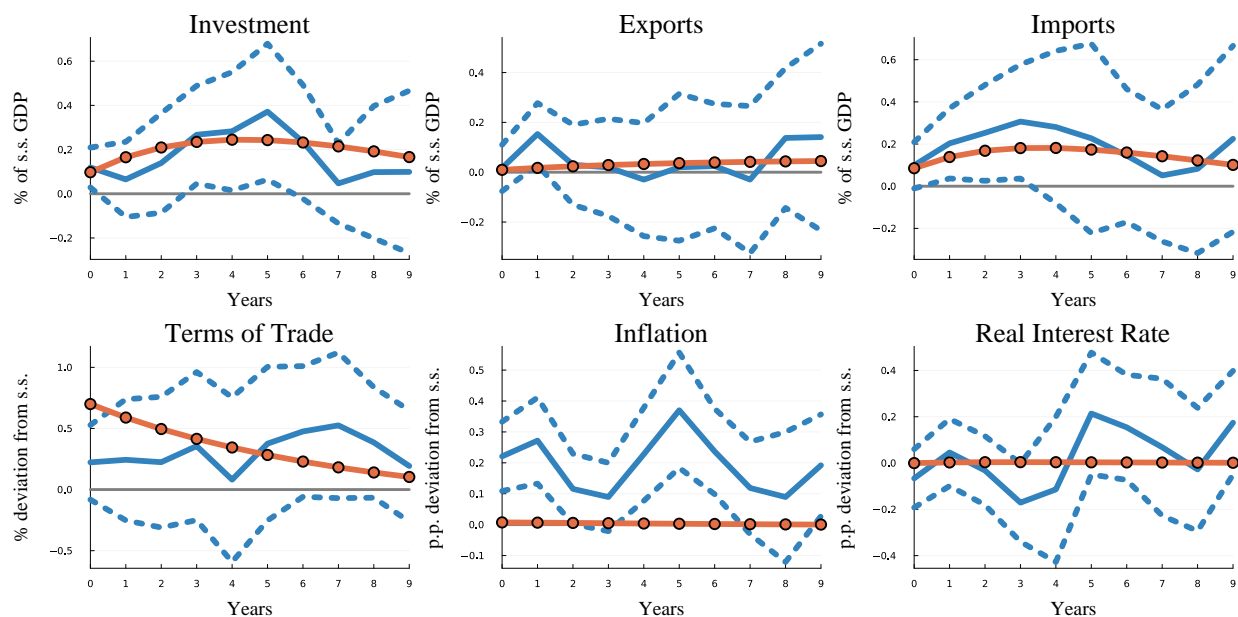 Investment
Exports
Imports
% of s.s. GDP
0.6
0.4
0.2
0.0
−0.2
0 1 2 3 4 5 6 7 8 9
Years
% of s.s. GDP
0.4
0.2
0.0
−0.2
0 1 2 3 4 5 6 7 8 9
Years
% of s.s. GDP
0.6
0.4
0.2
0.0
−0.2
0 1 2 3 4 5 6 7 8 9
Years
Terms of Trade
Inflation
Real Interest Rate
% deviation from s.s.
1.0
0.5
0.0
−0.5
0 1 2 3 4 5 6 7 8 9
Years
p.p. deviation from s.s.
0.5
0.4
0.3
0.2
0.1
0.0
−0.1
0 1 2 3 4 5 6 7 8 9
Years
p.p. deviation from s.s.
0.4
0.2
0.0
−0.2
−0.4
0 1 2 3 4 5 6 7 8 9
Years